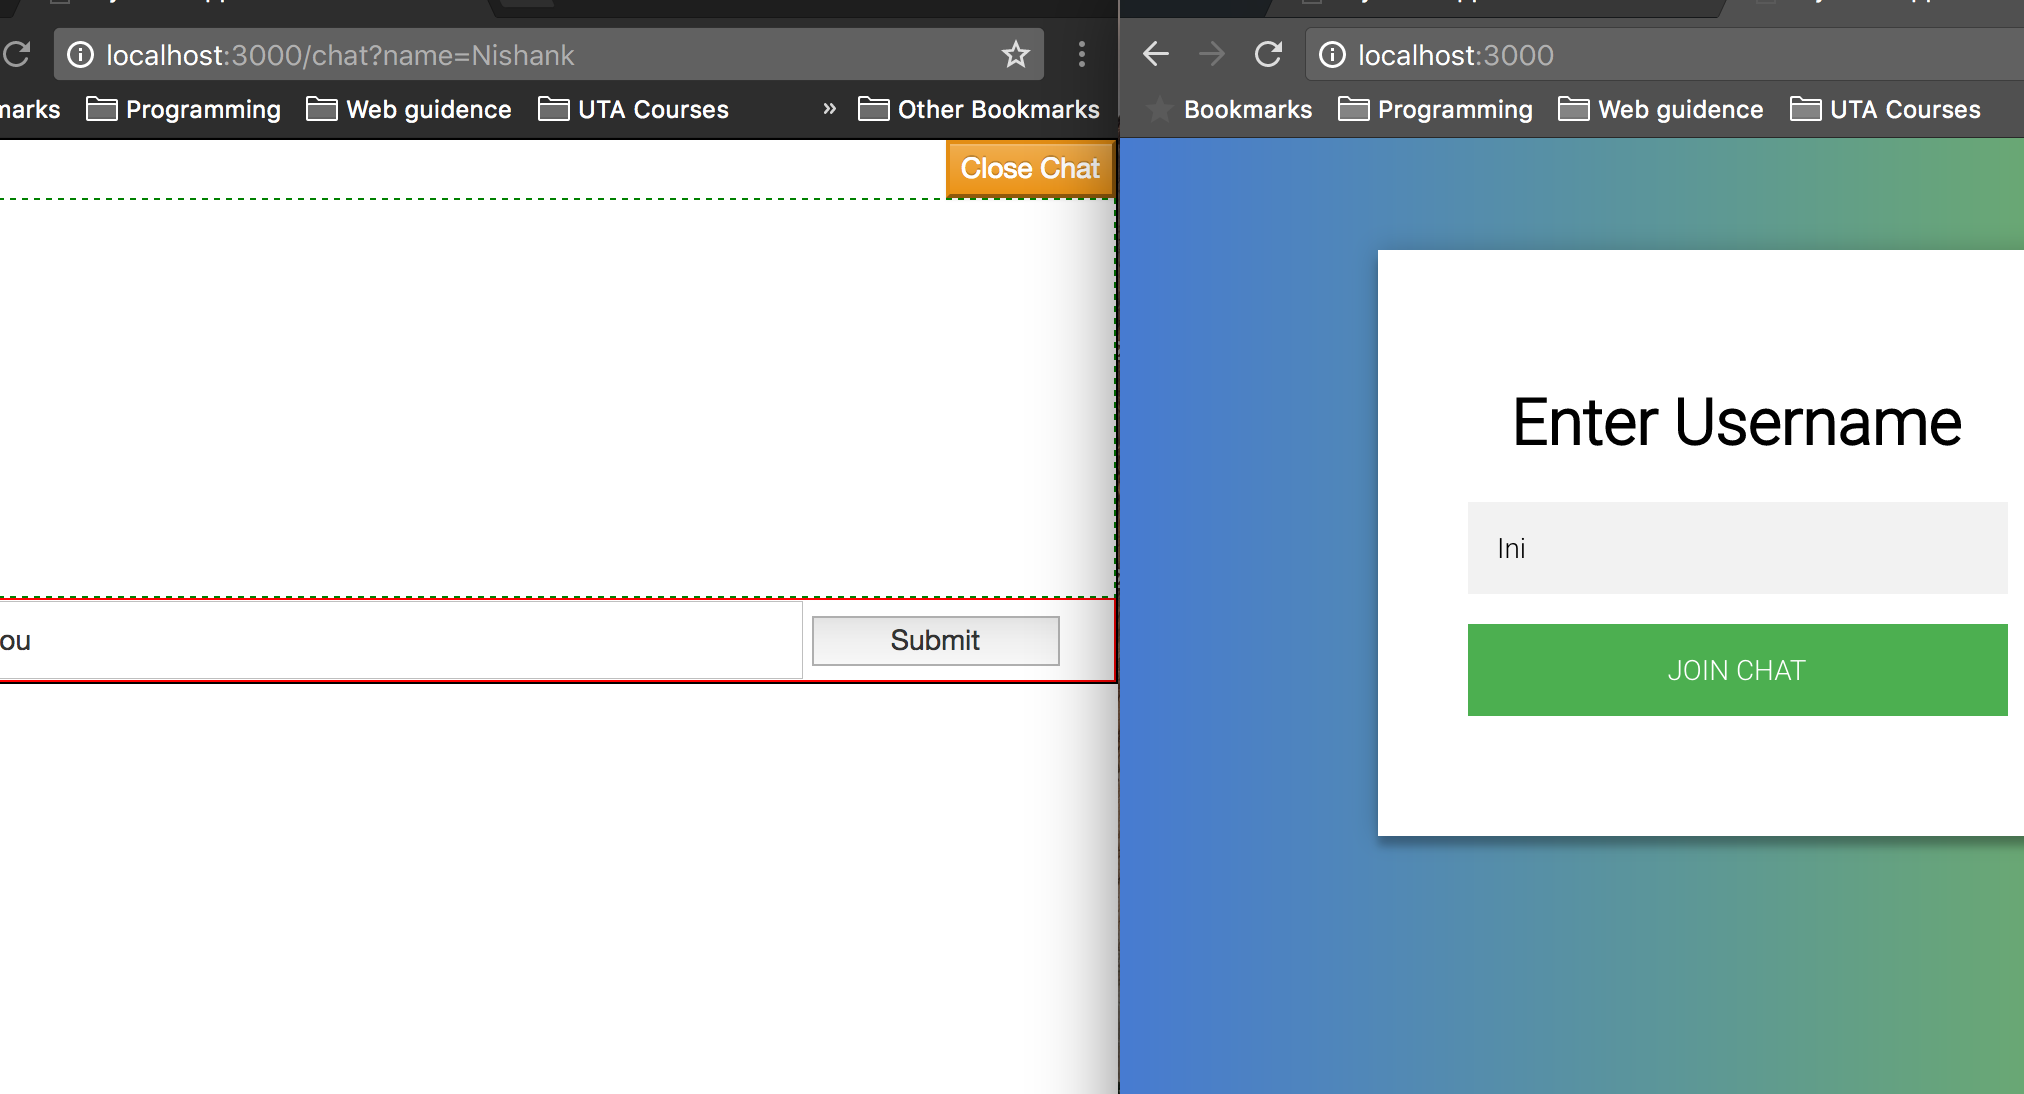 localhost:3000/chat?name=Nishank
marks Programming Web guidence UTA Courses » Other Bookmarks
Close Chat
ou Submit
localhost:3000
Bookmarks Programming Web guidence UTA Courses
Enter Username
Ini
JOIN CHAT